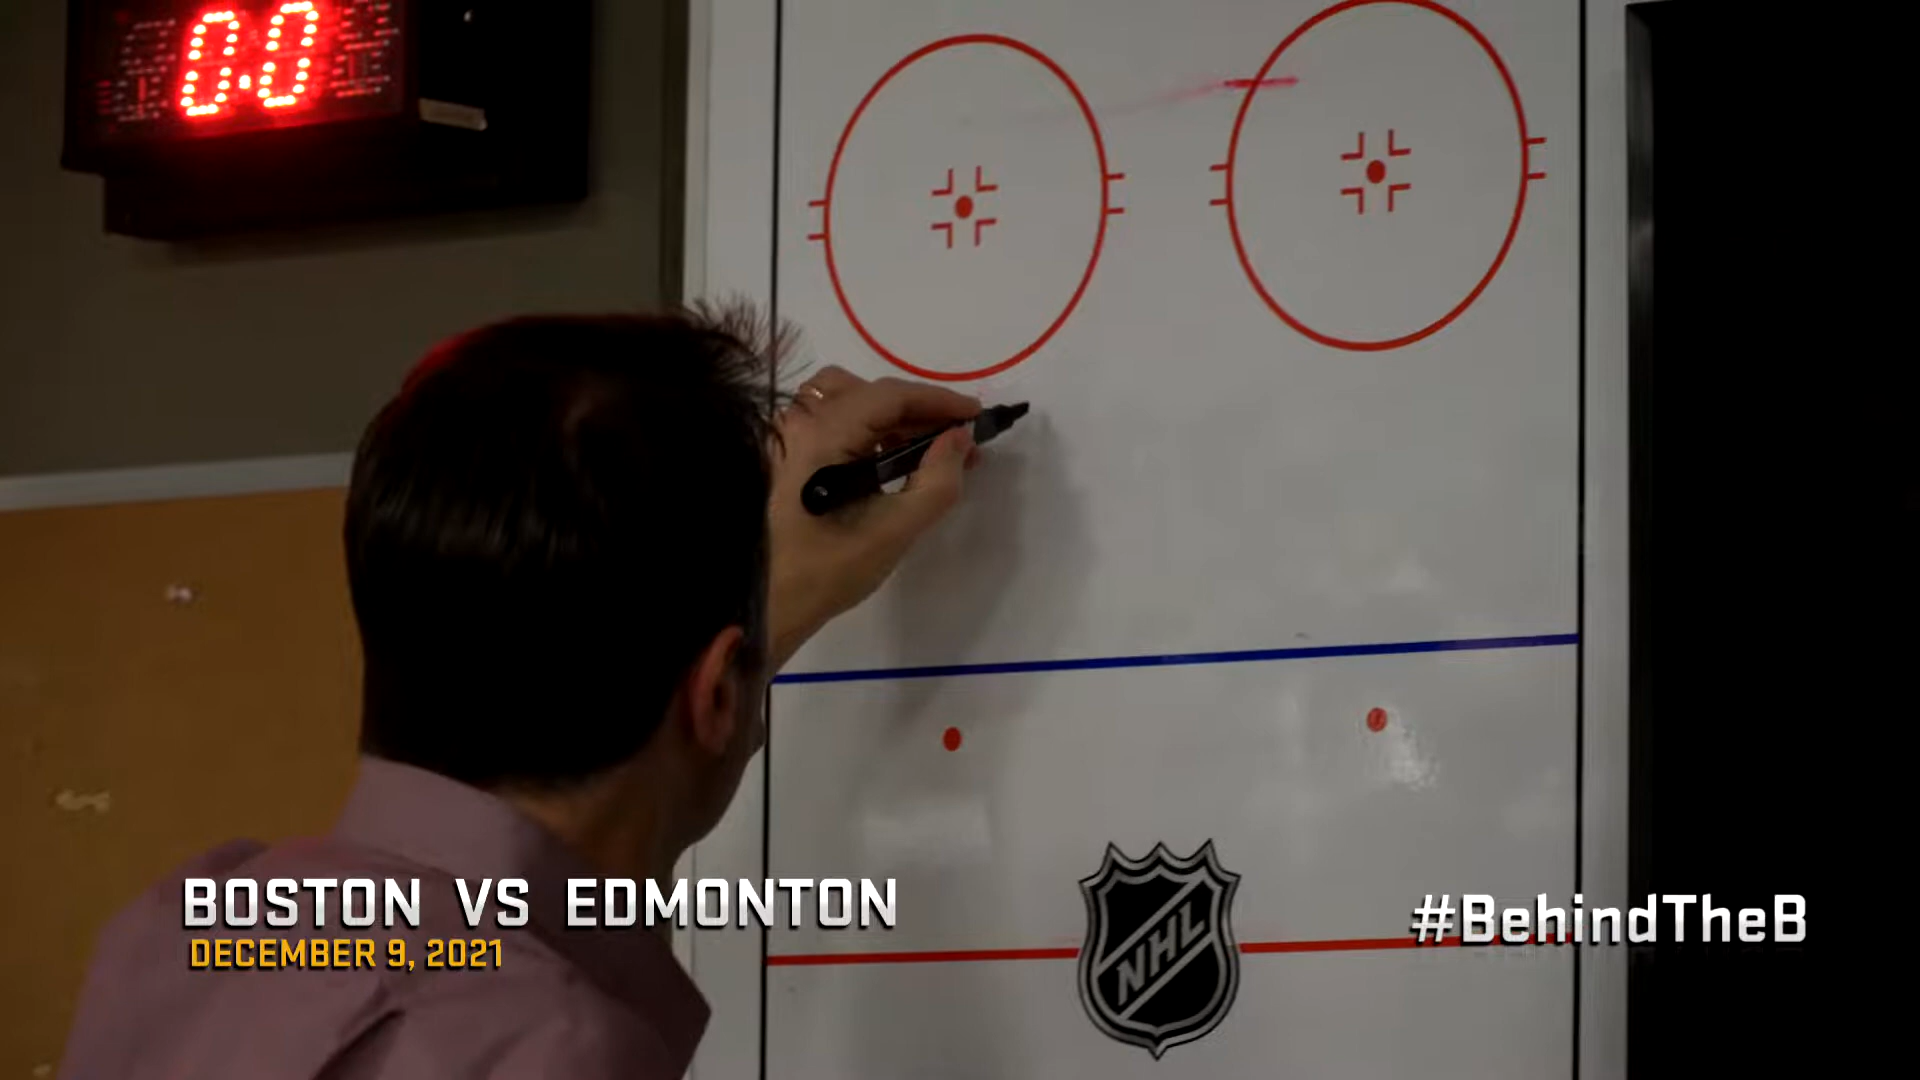 0.0
BOSTON VS EDMONTON
DECEMBER 9, 2021
#BehindTheB
NHL